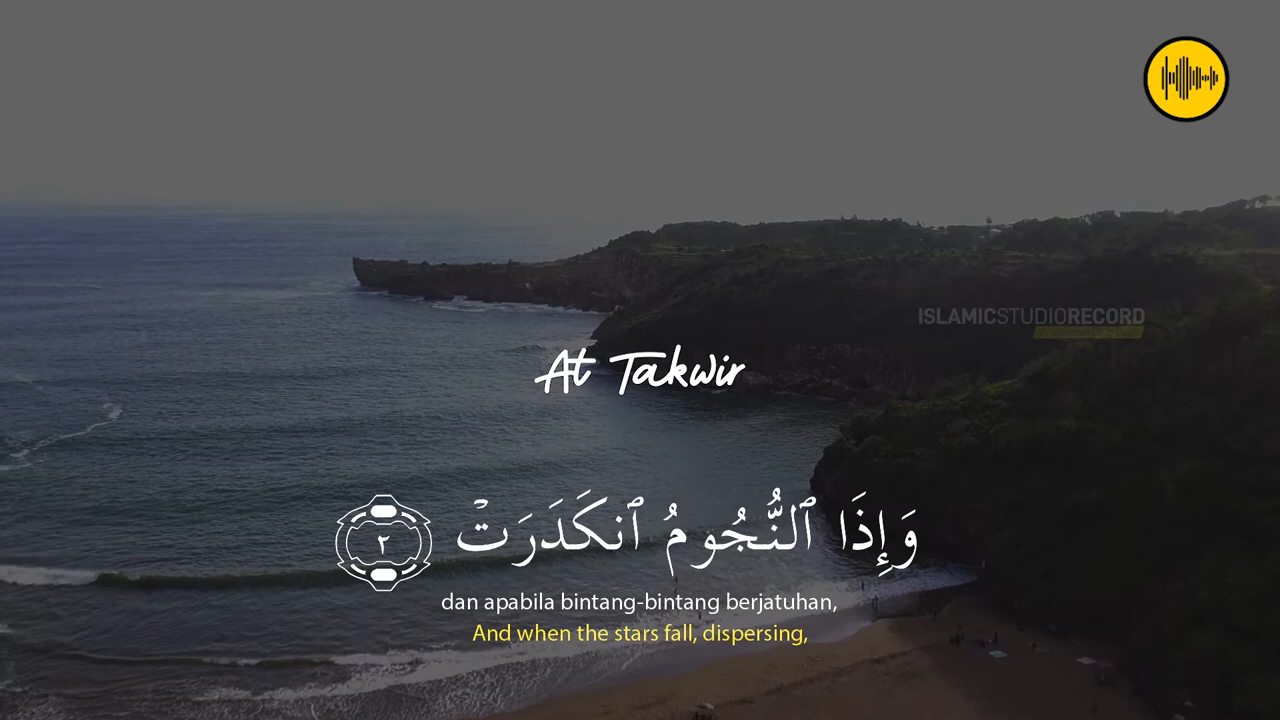 ISLAMICSTUDIORECORD
At Takwir
وَإِذَا ٱلنُّجُومُ ٱنكَدَرَتْ ٢
dan apabila bintang-bintang berjatuhan,
And when the stars fall, dispersing,